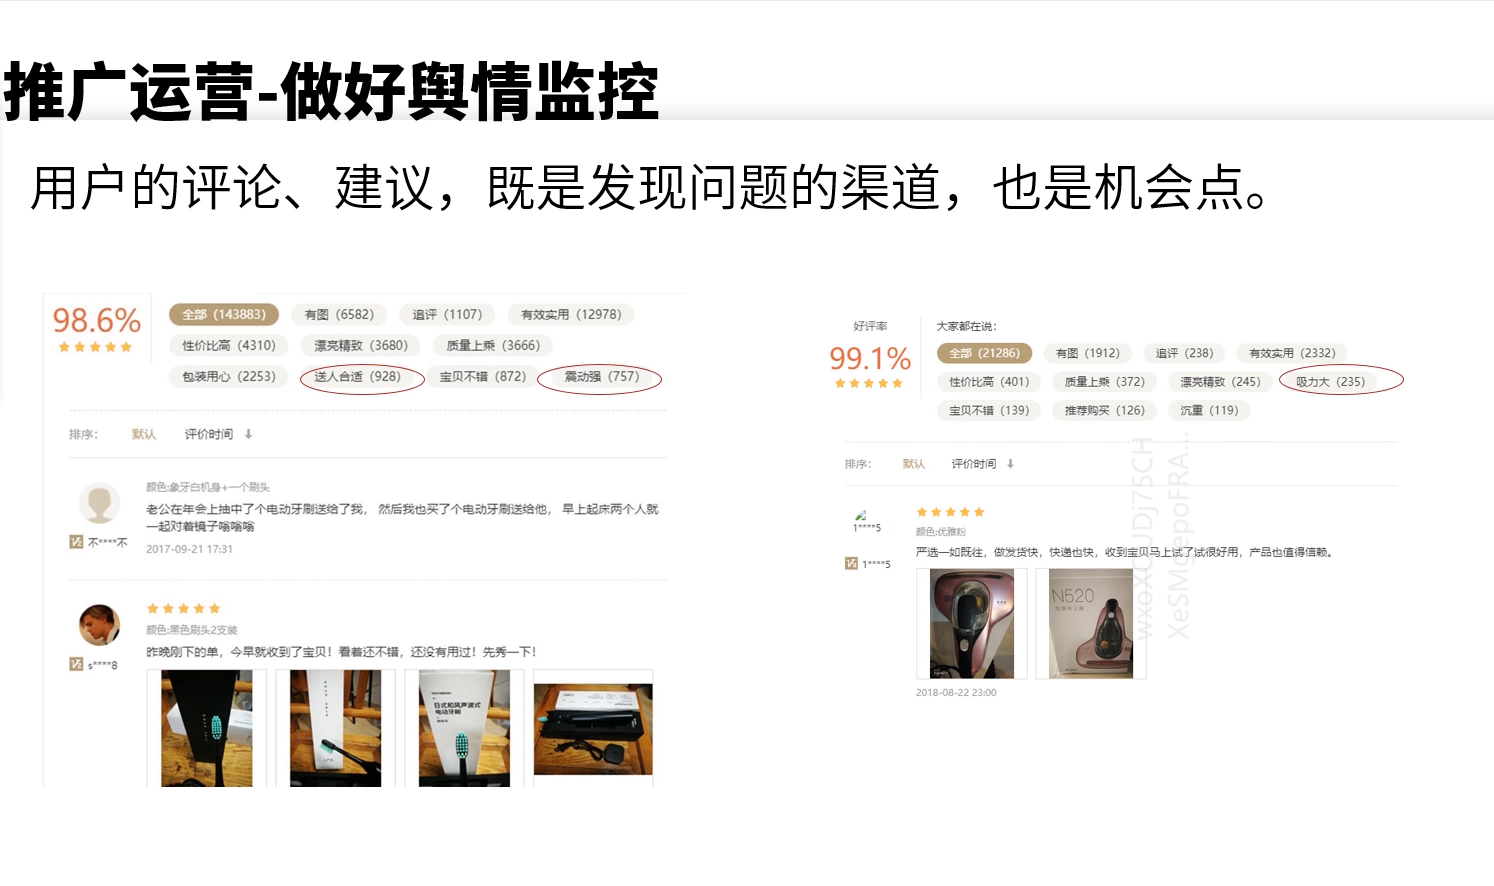 推广运营-做好舆情监控
用户的评论、建议，既是发现问题的渠道，也是机会点。
98.6%
全部（143883） 有图（6582） 追评（1107） 有效实用（12978）
性价比高（4310） 漂亮精致（3680） 质量上乘（3666）
包装用心（2253） 送人合适（928） 宝贝不错（872） 震动强（757）
排序： 默认 评价时间
颜色:象牙白机身+一个刷头
老公在年会上抽中了个电动牙刷送给了我， 然后我也买了个电动牙刷送给他， 早上起床两个人就
一起对着镜子嗡嗡嗡
V2 不****不
2017-09-21 17:31
颜色:黑色刷头2支装
昨晚刚下的单，今早就收到了宝贝！看着还不错，还没有用过！先秀一下！
V2 s****8
日式和风声波式
电动牙刷
好评率
99.1%
大家都在说：
全部（21286） 有图（1912） 追评（238） 有效实用（2332）
性价比高（401） 质量上乘（372） 漂亮精致（245） 吸力大（235）
宝贝不错（139） 推荐购买（126） 沉重（119）
排序： 默认 评价时间
1****5
颜色:优雅粉
严选一如既往，做发货快，快递也快，收到宝贝马上试了试很好用，产品也值得信赖。
V4 1****5
N520
2018-08-22 23:00